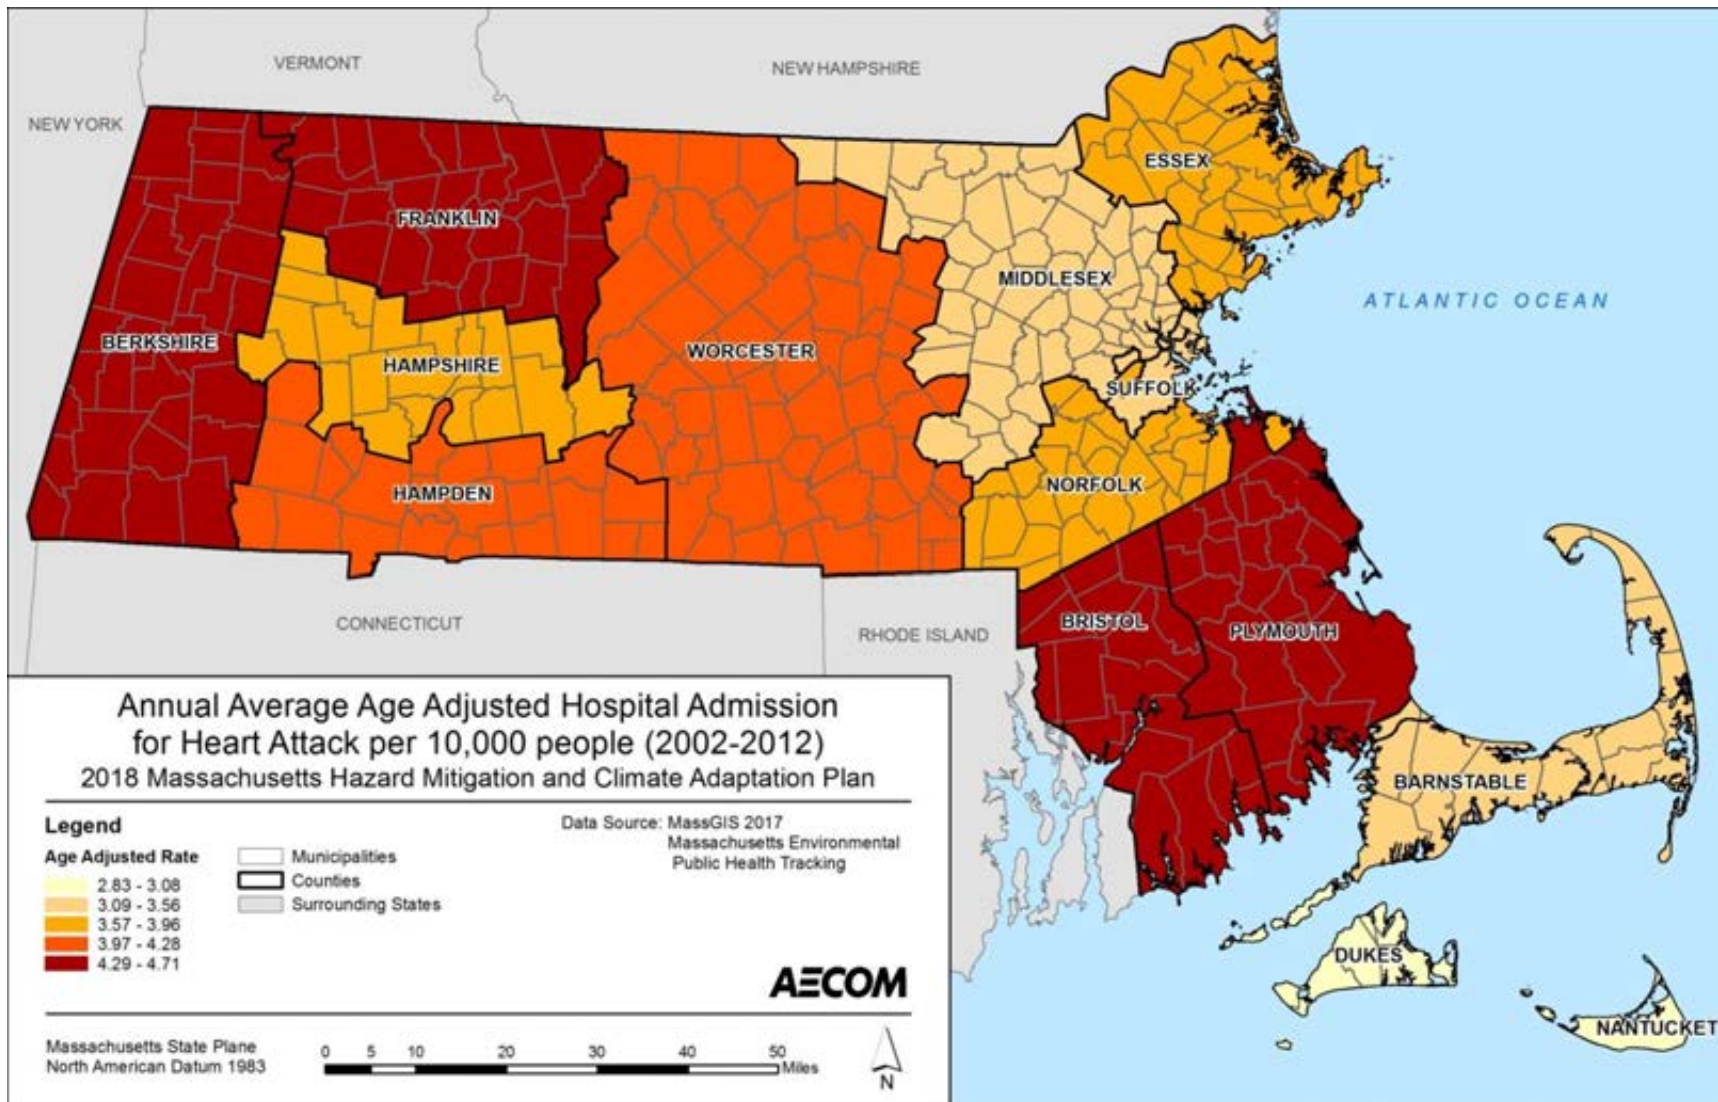 VERMONT
NEW HAMPSHIRE
NEW YORK
ESSEX
FRANKLIN
MIDDLESEX
ATLANTIC OCEAN
BERKSHIRE
HAMPSHIRE
WORCESTER
SUFFOLK
HAMPDEN
NORFOLK
CONNECTICUT
RHODE ISLAND
BRISTOL
PLYMOUTH
BARNSTABLE
DUKES
NANTUCKET
Annual Average Age Adjusted Hospital Admission
for Heart Attack per 10,000 people (2002-2012)
2018 Massachusetts Hazard Mitigation and Climate Adaptation Plan
Legend
Age Adjusted Rate
2.83 - 3.08
3.09 - 3.56
3.57 - 3.96
3.97 - 4.28
4.29 - 4.71
Municipalities
Counties
Surrounding States
Data Source: MassGIS 2017
Massachusetts Environmental
Public Health Tracking
AECOM
Massachusetts State Plane
North American Datum 1983
0 5 10 20 30 40 50
Miles
N